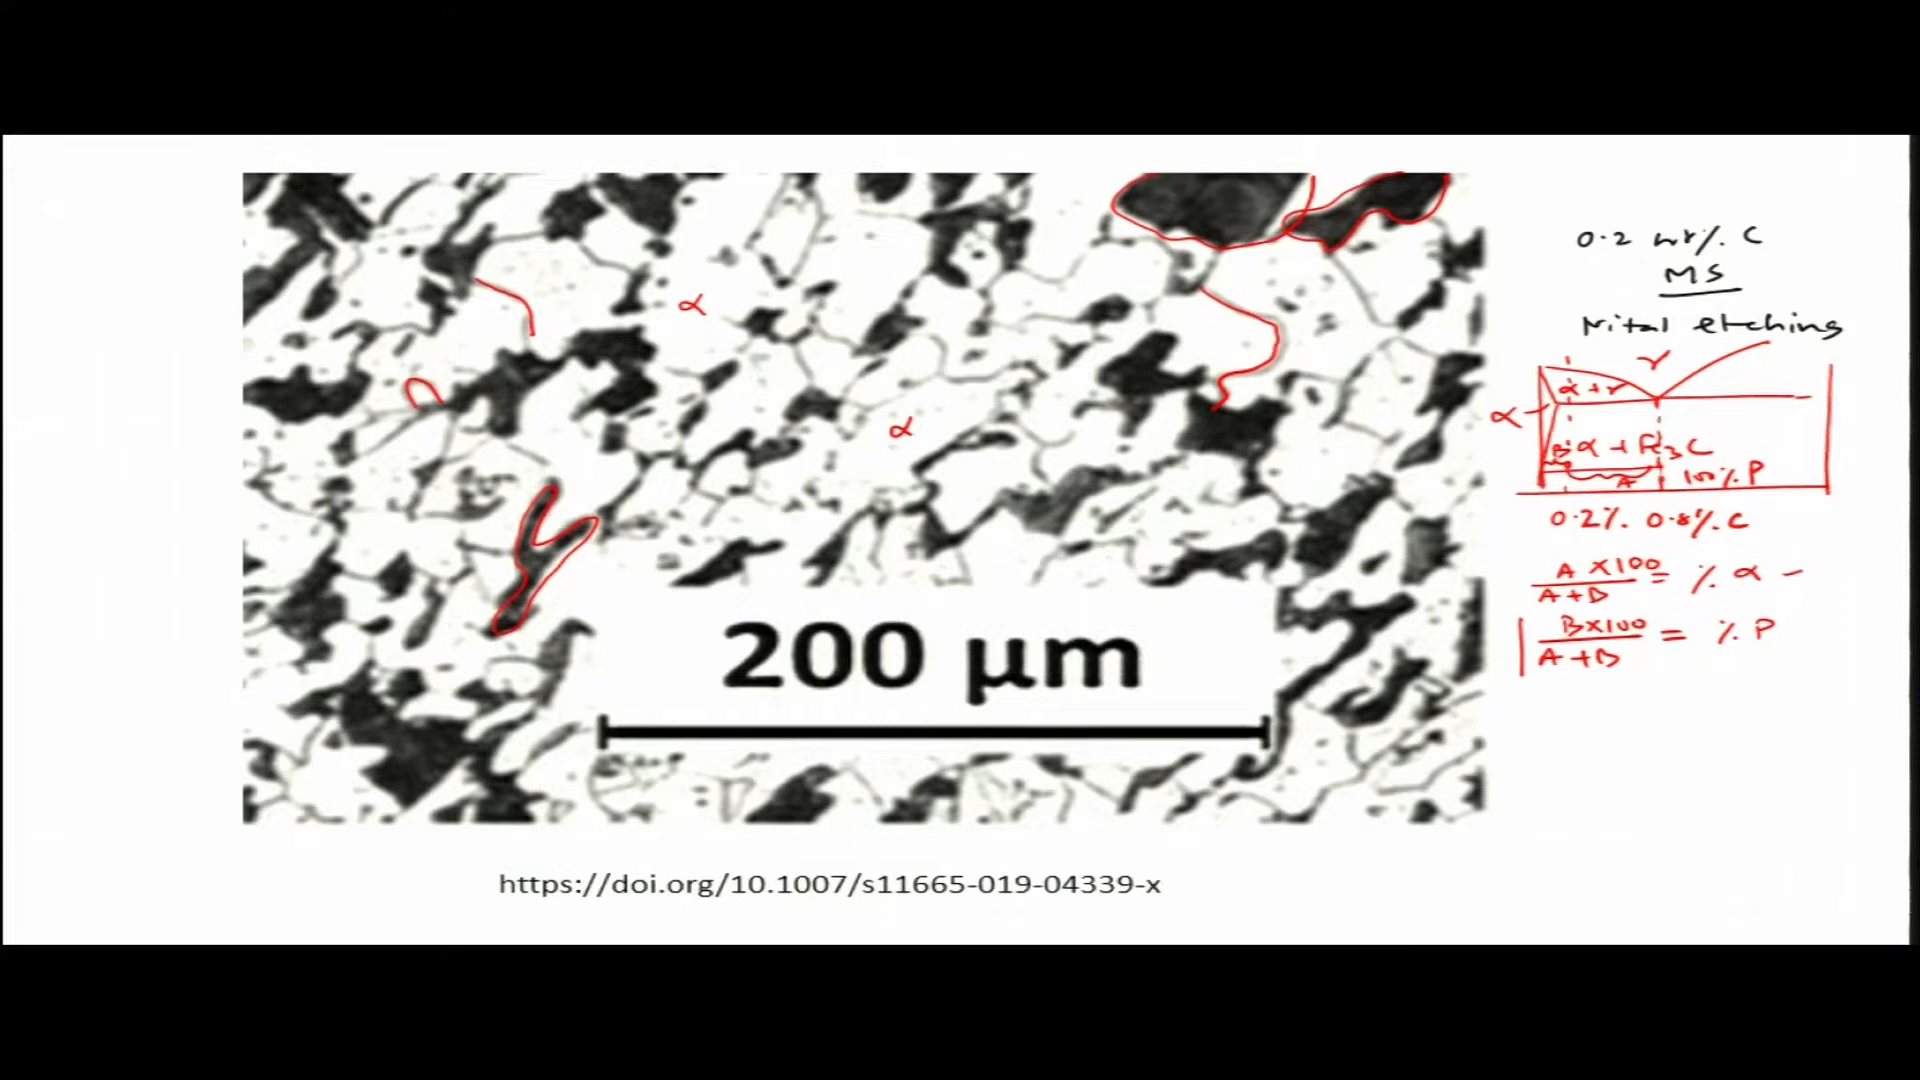 α
α
200 µm
https://doi.org/10.1007/s11665-019-04339-x
0.2 wt%. C
MS
Nital etching
γ
α + γ
α
B α + Fe3C
A 100%. P
0.2%. 0.8%. C
A × 100 / A + B = %. α -
B × 100 / A + B = %. P